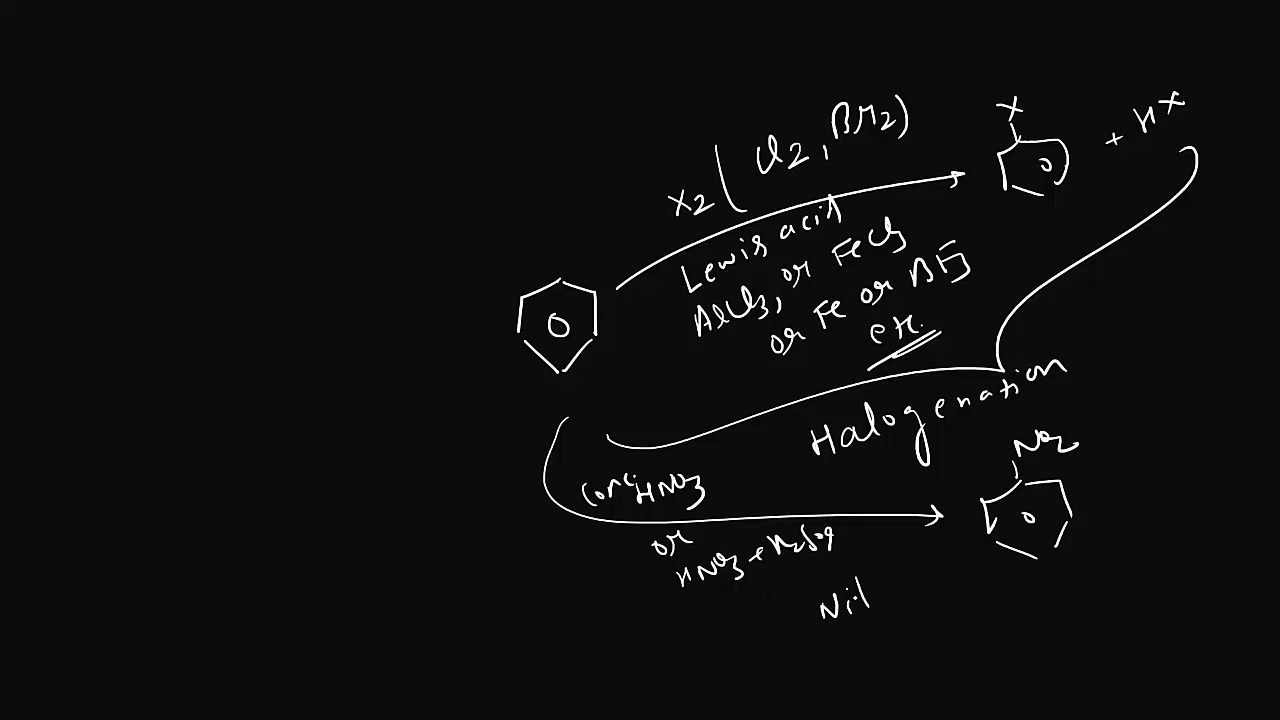 X2 ( Cl2, Br2)
X
+ HX
Lewis acid
AlCl3, or FeCl3
or Fe or BF3
etc.
Halogenation
NO2
Conc HNO3
or
HNO3 + H2SO4
Nit